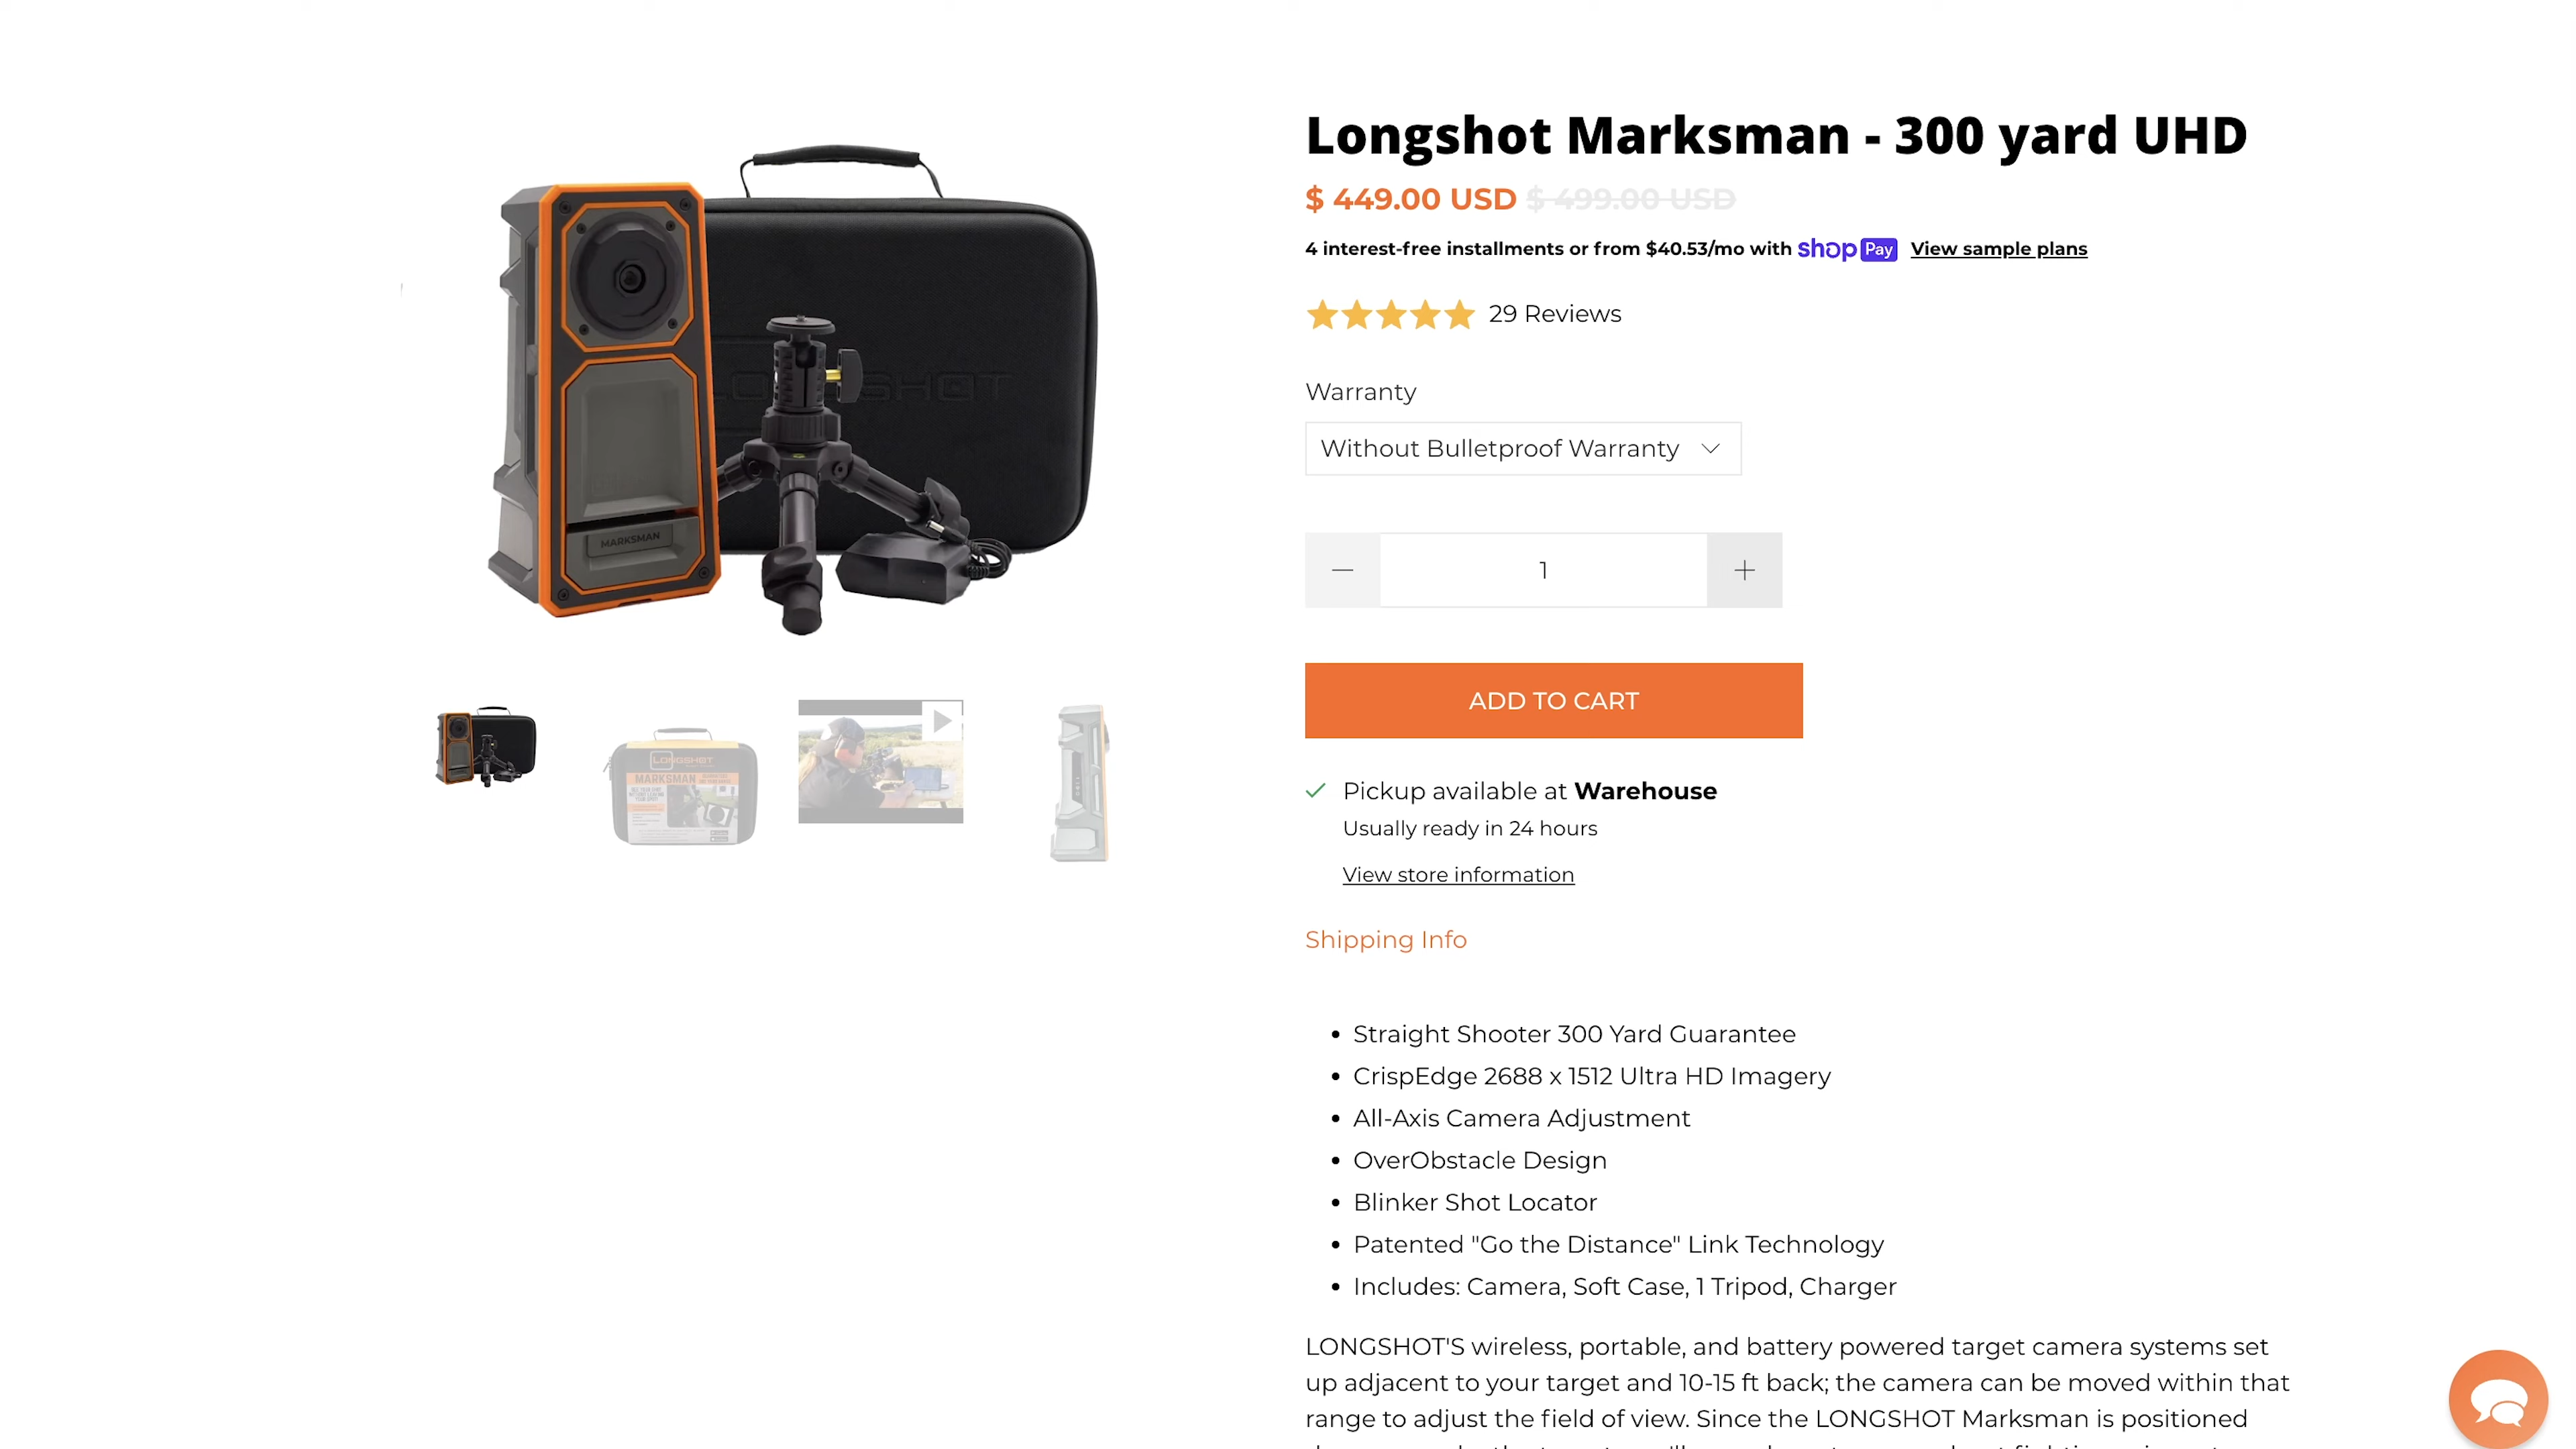 Longshot Marksman - 300 yard UHD
$ 449.00 USD $ 499.00 USD
4 interest-free installments or from $40.53/mo with shop Pay View sample plans
29 Reviews
Warranty
Without Bulletproof Warranty
1
ADD TO CART
Pickup available at Warehouse
Usually ready in 24 hours
View store information
Shipping Info
Straight Shooter 300 Yard Guarantee
CrispEdge 2688 x 1512 Ultra HD Imagery
All-Axis Camera Adjustment
OverObstacle Design
Blinker Shot Locator
Patented "Go the Distance" Link Technology
Includes: Camera, Soft Case, 1 Tripod, Charger
LONGSHOT'S wireless, portable, and battery powered target camera systems set
up adjacent to your target and 10-15 ft back; the camera can be moved within that
range to adjust the field of view. Since the LONGSHOT Marksman is positioned
MARKSMAN
LONGSHOT
MARKSMAN